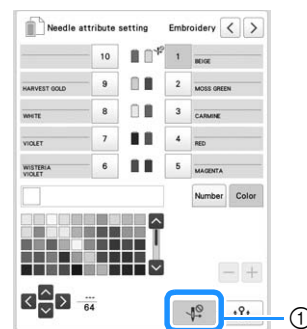 Needle attribute setting Embroidery < >
10 1 BEIGE
HARVEST GOLD 9 2 MOSS GREEN
WHITE 8 3 CARMINE
VIOLET 7 4 RED
WISTERIA VIOLET 6 5 MAGENTA
Number Color
− +
---
64
①